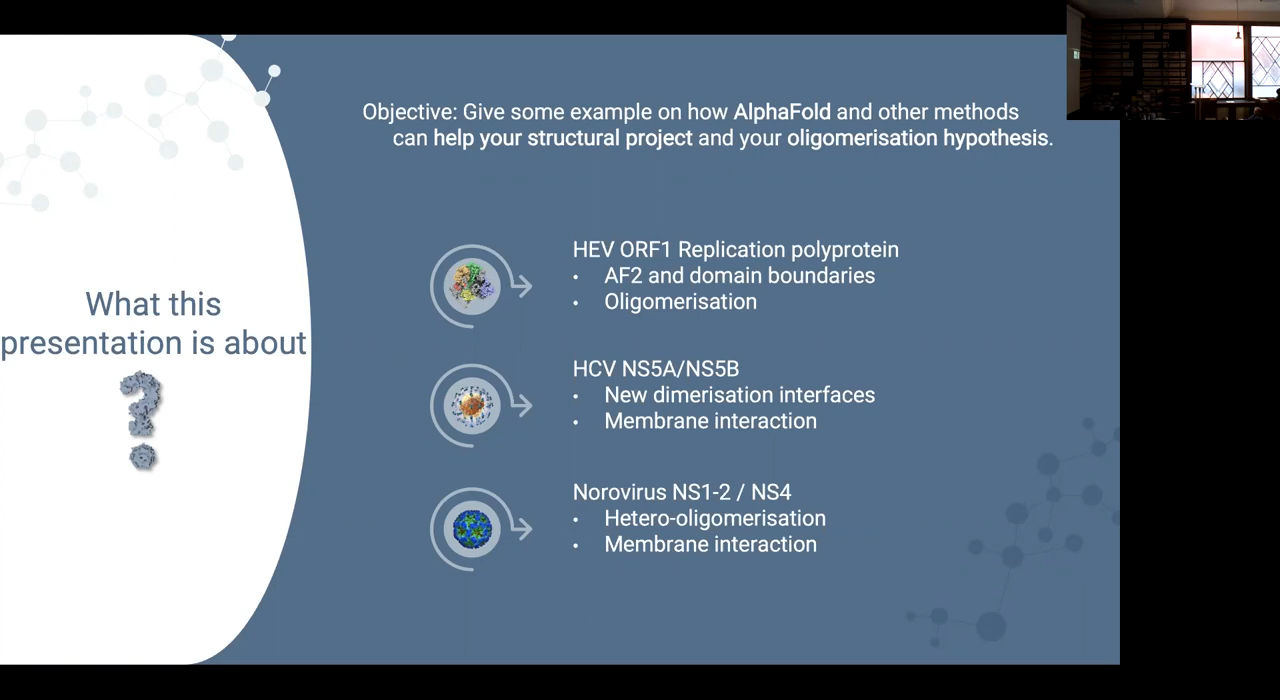 Objective: Give some example on how AlphaFold and other methods
can help your structural project and your oligomerisation hypothesis.
What this
presentation is about
?
HEV ORF1 Replication polyprotein
• AF2 and domain boundaries
• Oligomerisation
HCV NS5A/NS5B
• New dimerisation interfaces
• Membrane interaction
Norovirus NS1-2 / NS4
• Hetero-oligomerisation
• Membrane interaction